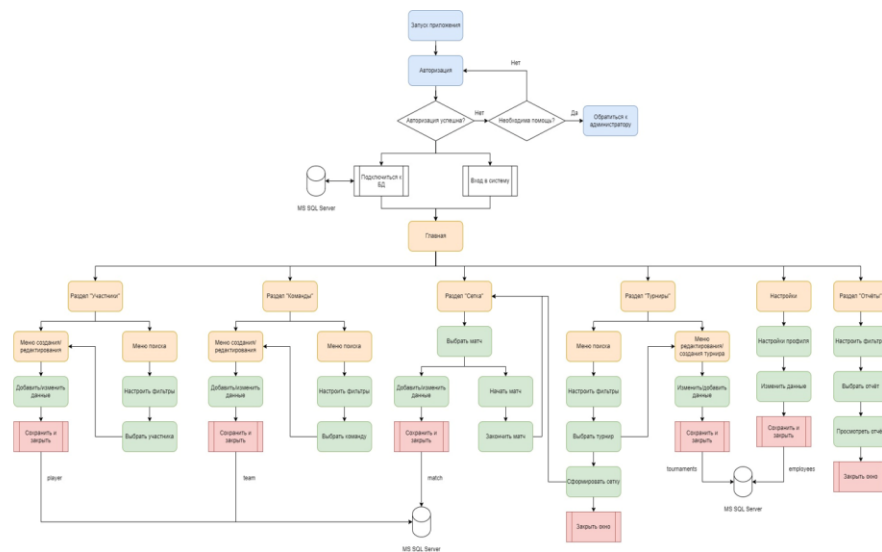 Запуск приложения
Авторизация
Нет
Авторизация успешна?
Нет
Необходима помощь?
Да
Обратиться к
администратору
Подключиться к
БД
Вход в систему
MS SQL Server
Главная
Раздел "Участники"
Раздел "Команды"
Раздел "Сетка"
Раздел "Турниры"
Настройки
Раздел "Отчёты"
Меню создания/
редактирования
Меню поиска
Меню создания/
редактирования
Меню поиска
Выбрать матч
Меню поиска
Меню
редактирования/
создания турнира
Настройки профиля
Настроить фильтры
Добавить/изменить
данные
Настроить фильтры
Добавить/изменить
данные
Настроить фильтры
Добавить/изменить
данные
Начать матч
Настроить фильтры
Изменить/добавить
данные
Изменить данные
Выбрать отчёт
Сохранить и
закрыть
Выбрать участника
Сохранить и
закрыть
Выбрать команду
Сохранить и
закрыть
Закончить матч
Выбрать турнир
Сохранить и
закрыть
Сохранить и
закрыть
Просмотреть отчёт
player
team
match
Сформировать сетку
tournaments
employees
Закрыть окно
MS SQL Server
Закрыть окно
MS SQL Server